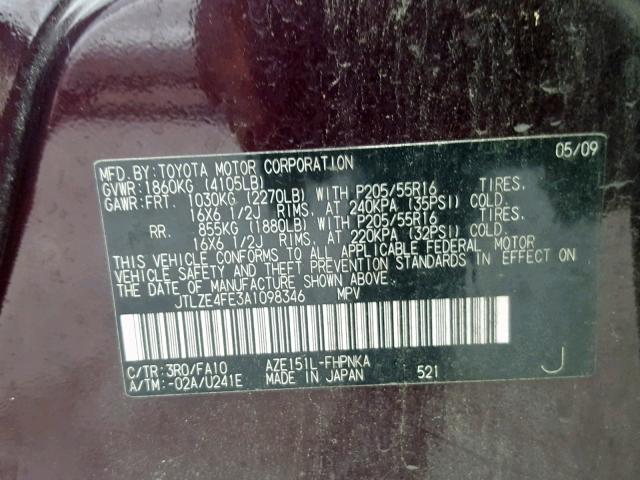 MFD. BY: TOYOTA MOTOR CORPORATION 05/09
GVWR: 1860KG (4105LB)
GAWR: FRT. 1030KG (2270LB) WITH P205/55R16 TIRES,
16X6 1/2J RIMS, AT 240KPA (35PSI) COLD.
RR. 855KG (1880LB) WITH P205/55R16 TIRES,
16X6 1/2J RIMS, AT 220KPA (32PSI) COLD.
THIS VEHICLE CONFORMS TO ALL APPLICABLE FEDERAL MOTOR
VEHICLE SAFETY AND THEFT PREVENTION STANDARDS IN EFFECT ON
THE DATE OF MANUFACTURE SHOWN ABOVE.
JTLZE4FE3A1098346 MPV
C/TR: 3RO/FA10 AZE151L-FHPNKA
A/TM: -02A/U241E MADE IN JAPAN 521 J